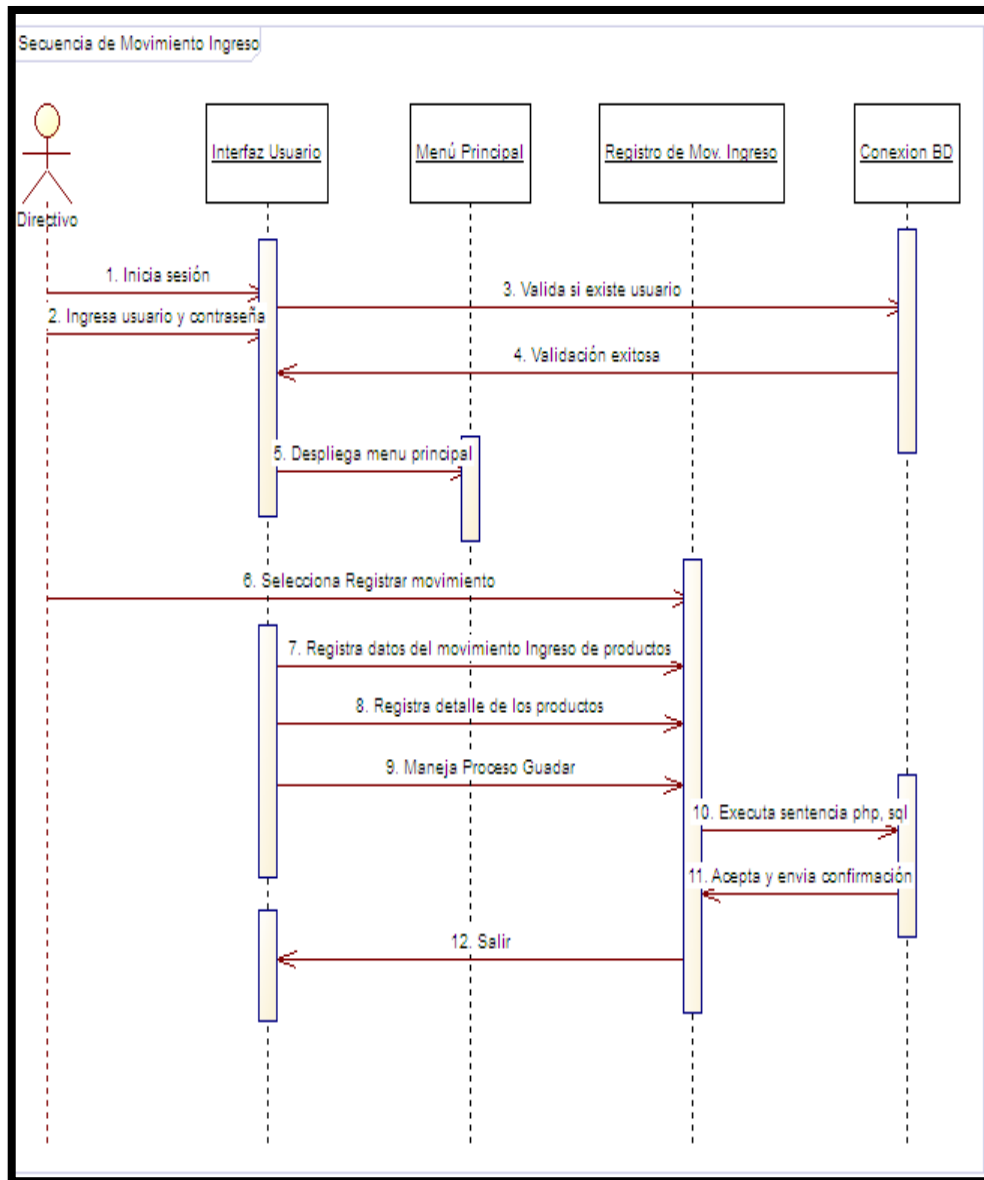 Secuencia de Movimiento Ingreso
Interfaz Usuario
Menú Principal
Registro de Mov. Ingreso
Conexion BD
Directivo
1. Inicia sesión
3. Valida si existe usuario
2. Ingresa usuario y contraseña
4. Validación exitosa
5. Despliega menu principal
6. Selecciona Registrar movimiento
7. Registra datos del movimiento Ingreso de productos
8. Registra detalle de los productos
9. Maneja Proceso Guadar
10. Executa sentencia php, sql
11. Acepta y envia confirmación
12. Salir